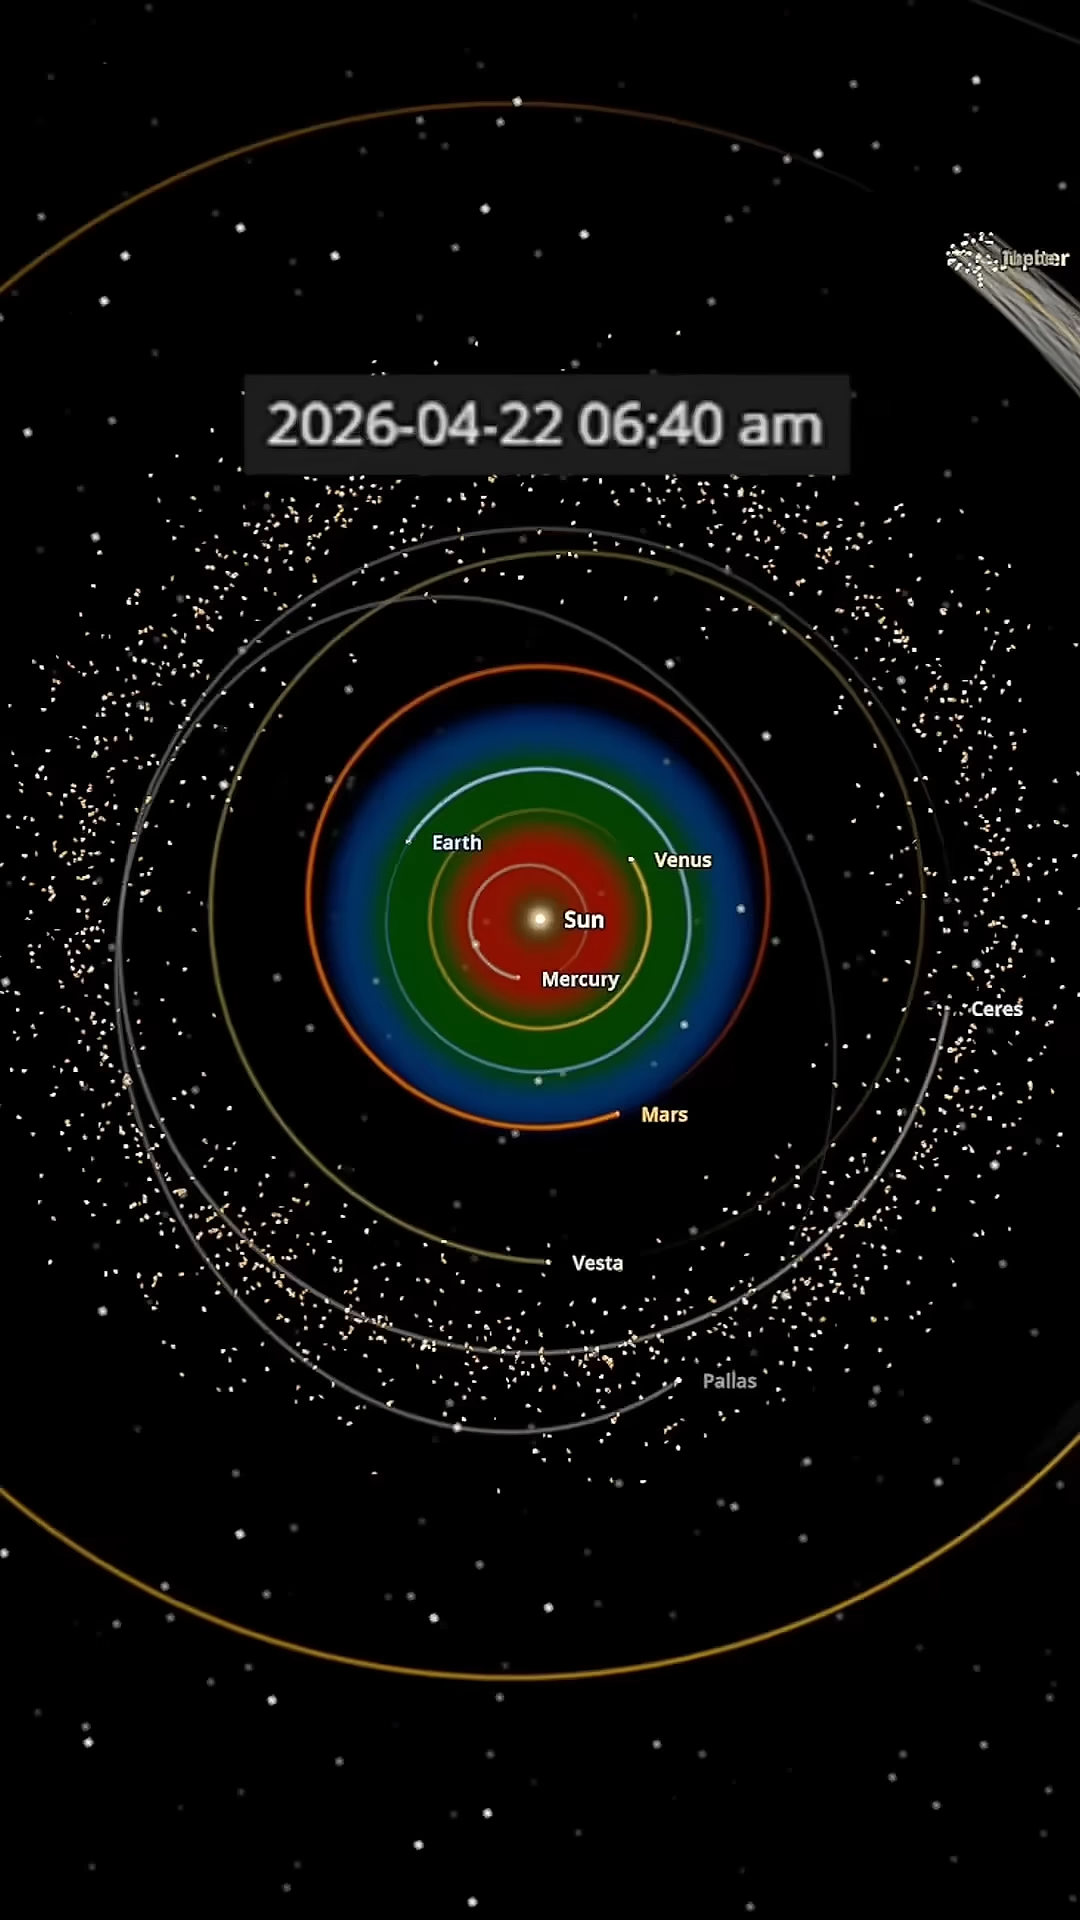 Jupiter
2026-04-22 06:40 am
Earth
Venus
Sun
Mercury
Ceres
Mars
Vesta
Pallas